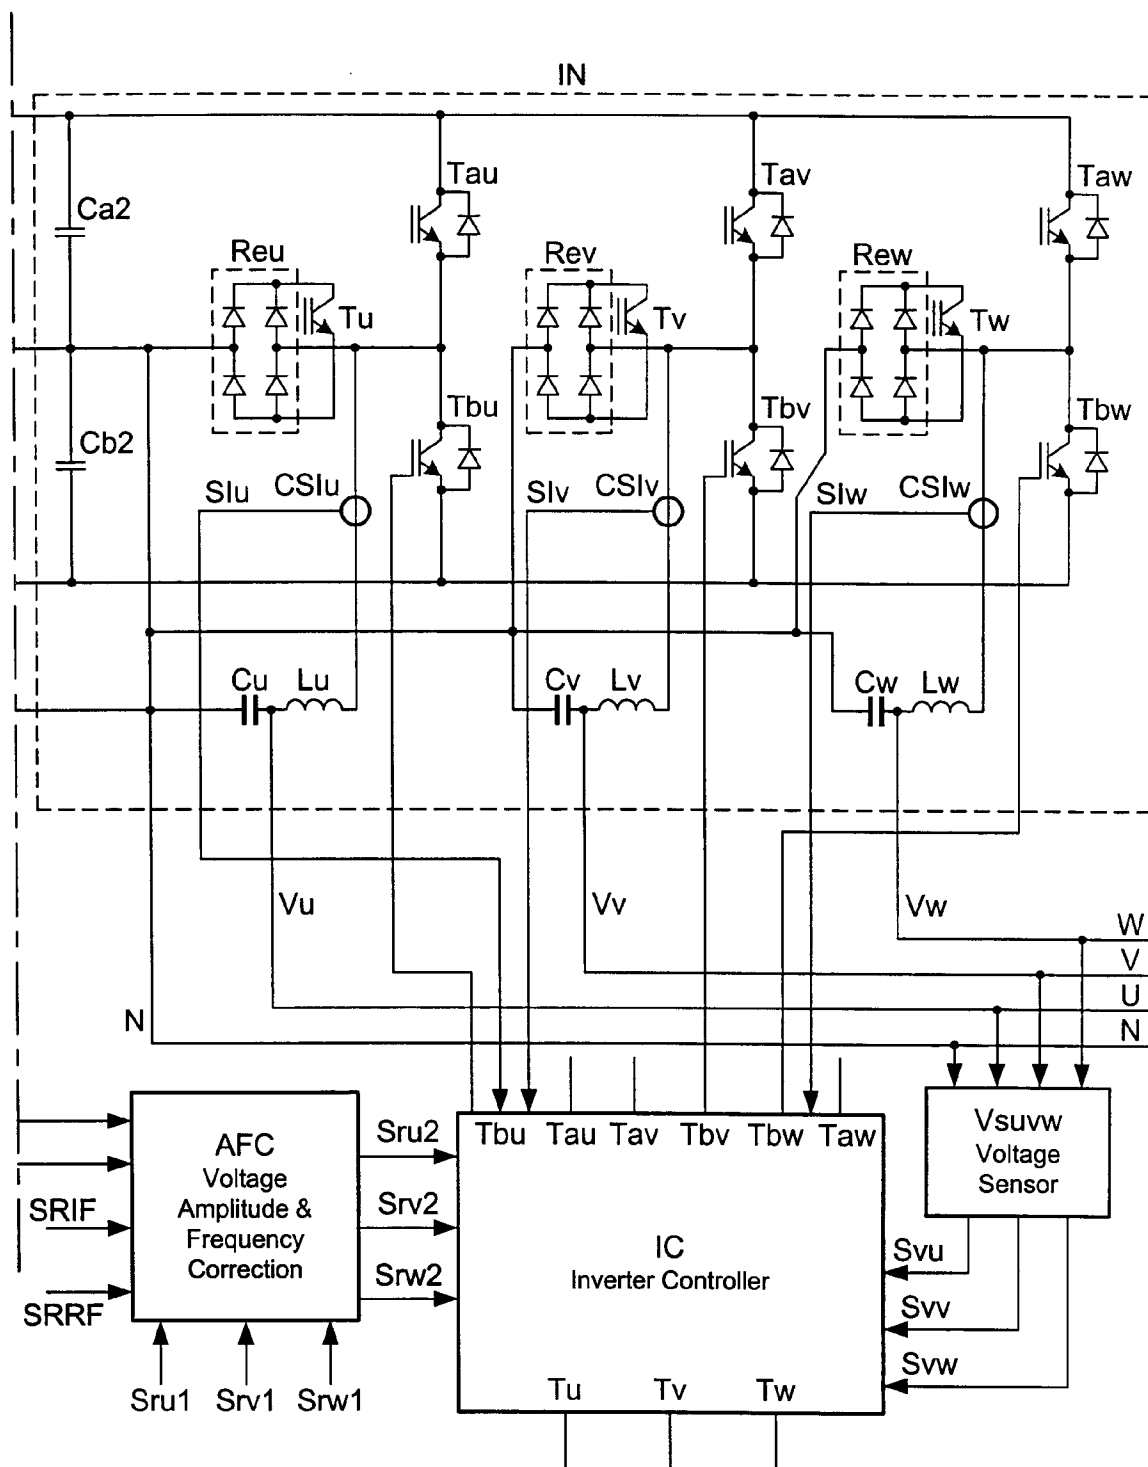 IN
Tau
Tav
Taw
Ca2
Reu
Rev
Rew
Tu
Tv
Tw
Tbu
Tbv
Tbw
Cb2
SIu
CSIu
SIv
CSIv
SIw
CSIw
Cu
Lu
Cv
Lv
Cw
Lw
Vu
Vv
Vw
W
V
U
N
N
Tbu
Tau
Tav
Tbv
Tbw
Taw
Vsuvw
Voltage
Sensor
AFC
Voltage
Amplitude &
Frequency
Correction
Sru2
Srv2
Srw2
SRIF
SRRF
IC
Inverter Controller
Svu
Svv
Svw
Sru1
Srv1
Srw1
Tu
Tv
Tw